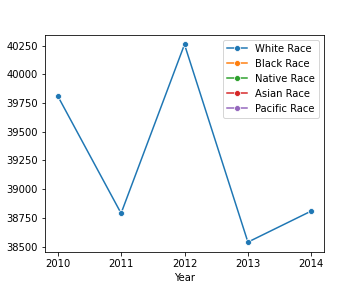 White Race
Black Race
Native Race
Asian Race
Pacific Race
40250
40000
39750
39500
39250
39000
38750
38500
2010 2011 2012 2013 2014
Year